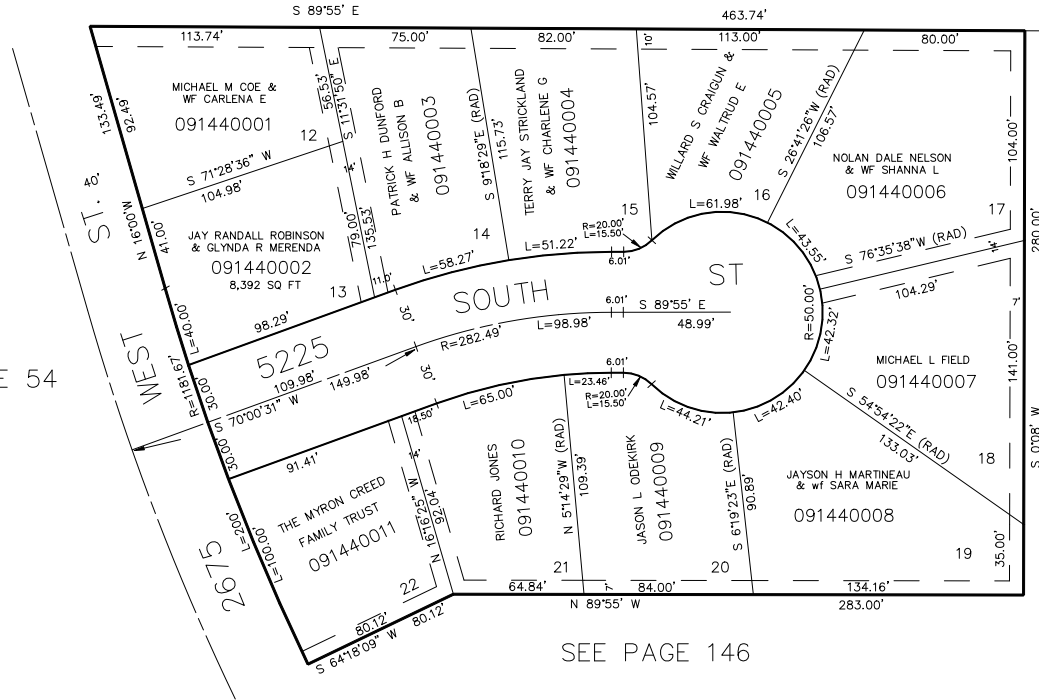 S 89°55' E
463.74'
113.74'
75.00'
82.00'
113.00'
80.00'
10'
133.49'
92.49'
MICHAEL M COE &
WF CARLENA E
091440001
12
56.53'
S 11°31'50" E
S 71°28'36" W
104.98'
14'
PATRICK H DUNFORD
& WF ALLISON B
091440003
14
S 9°18'29"E (RAD)
115.73'
TERRY JAY STRICKLAND
& WF CHARLENE G
091440004
15
104.57'
WILLARD S CRAIGUN &
WF WALTRUD E
091440005
16
S 26°41'26"W (RAD)
106.57'
NOLAN DALE NELSON
& WF SHANNA L
091440006
17
104.00'
280.00'
ST. 40'
N 16°00'W
41.00'
JAY RANDALL ROBINSON
& GLYNDA R MERENDA
091440002
8,392 SQ FT
13
79.00'
135.53'
11.0'
L=58.27'
L=51.22'
R=20.00'
L=15.50'
6.01'
L=61.98'
L=43.55'
S 76°35'38"W (RAD)
14'
104.29'
7'
L=40.00'
98.29'
30'
SOUTH
ST
6.01'
S 89°55' E
L=98.98'
48.99'
R=282.49'
R=50.00'
L=42.32'
5225
109.98'
149.98'
S 70°00'31" W
30'
WEST
R=1181.67'
30.00'
30.00'
E 54
MICHAEL L FIELD
091440007
141.00'
S 0°08' W
6.01'
L=23.46'
R=20.00'
L=15.50'
L=65.00'
18.50'
L=44.21'
L=42.40'
S 54°54'22"E (RAD)
133.03'
18
91.41'
14'
N 16°16'25" W
92.04'
RICHARD JONES
091440010
21
N 5°14'29"W (RAD)
109.39'
JASON L ODEKIRK
091440009
20
S 6°19'23"E (RAD)
90.89'
JAYSON H MARTINEAU
& wf SARA MARIE
091440008
19
35.00'
L=200'
L=100.00'
THE MYRON CREED
FAMILY TRUST
091440011
22
2675
80.12'
80.12'
S 64°18'09" W
64.84'
7'
84.00'
134.16'
N 89°55' W
283.00'
SEE PAGE 146